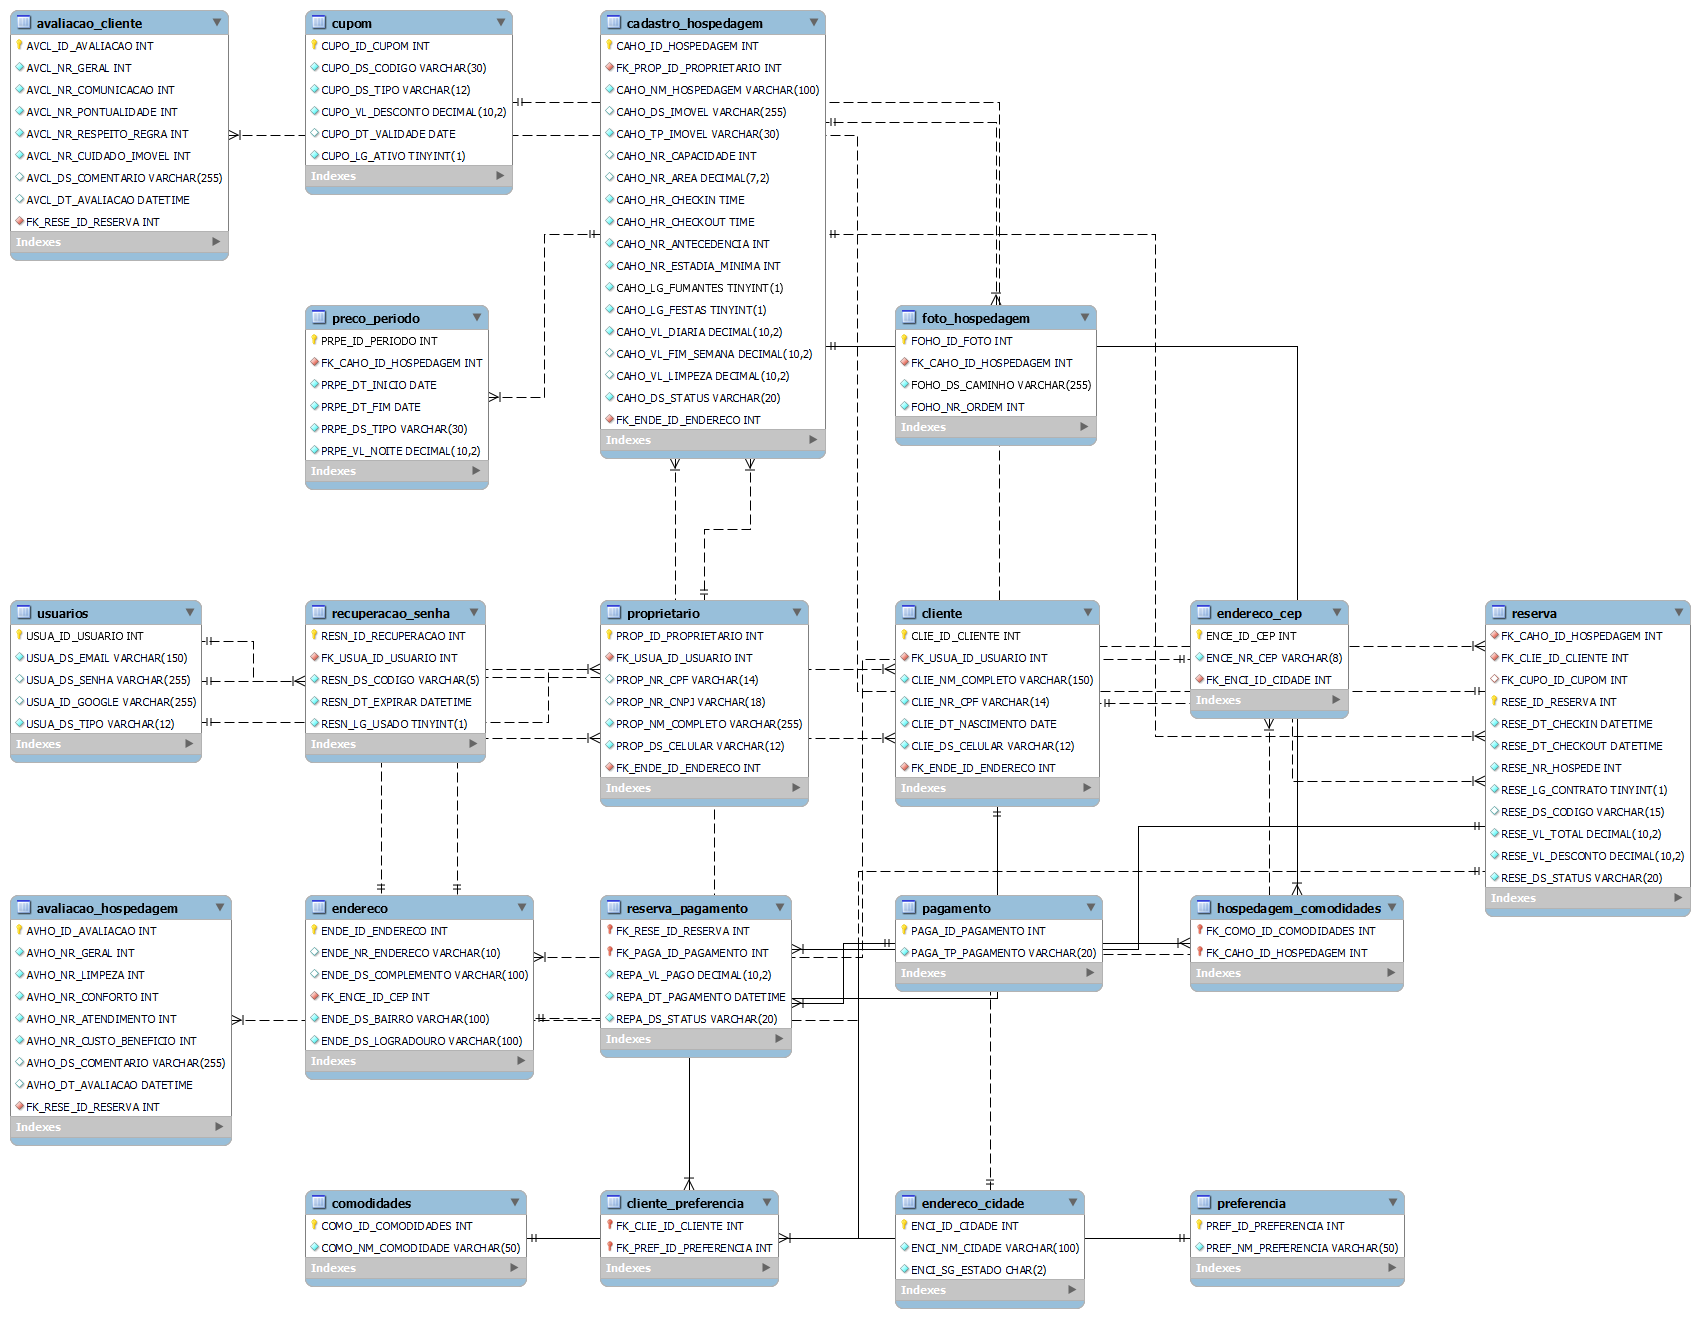 avaliacao_cliente
AVCL_ID_AVALIACAO INT
AVCL_NR_GERAL INT
AVCL_NR_COMUNICACAO INT
AVCL_NR_PONTUALIDADE INT
AVCL_NR_RESPEITO_REGRA INT
AVCL_NR_CUIDADO_IMOVEL INT
AVCL_DS_COMENTARIO VARCHAR(255)
AVCL_DT_AVALIACAO DATETIME
FK_RESE_ID_RESERVA INT
Indexes
cupom
CUPO_ID_CUPOM INT
CUPO_DS_CODIGO VARCHAR(30)
CUPO_DS_TIPO VARCHAR(12)
CUPO_VL_DESCONTO DECIMAL(10,2)
CUPO_DT_VALIDADE DATE
CUPO_LG_ATIVO TINYINT(1)
Indexes
cadastro_hospedagem
CAHO_ID_HOSPEDAGEM INT
FK_PROP_ID_PROPRIETARIO INT
CAHO_NM_HOSPEDAGEM VARCHAR(100)
CAHO_DS_IMOVEL VARCHAR(255)
CAHO_TP_IMOVEL VARCHAR(30)
CAHO_NR_CAPACIDADE INT
CAHO_NR_AREA DECIMAL(7,2)
CAHO_HR_CHECKIN TIME
CAHO_HR_CHECKOUT TIME
CAHO_NR_ANTECEDENCIA INT
CAHO_NR_ESTADIA_MINIMA INT
CAHO_LG_FUMANTES TINYINT(1)
CAHO_LG_FESTAS TINYINT(1)
CAHO_VL_DIARIA DECIMAL(10,2)
CAHO_VL_FIM_SEMANA DECIMAL(10,2)
CAHO_VL_LIMPEZA DECIMAL(10,2)
CAHO_DS_STATUS VARCHAR(20)
FK_ENDE_ID_ENDERECO INT
Indexes
preco_periodo
PRPE_ID_PERIODO INT
FK_CAHO_ID_HOSPEDAGEM INT
PRPE_DT_INICIO DATE
PRPE_DT_FIM DATE
PRPE_DS_TIPO VARCHAR(30)
PRPE_VL_NOITE DECIMAL(10,2)
Indexes
foto_hospedagem
FOHO_ID_FOTO INT
FK_CAHO_ID_HOSPEDAGEM INT
FOHO_DS_CAMINHO VARCHAR(255)
FOHO_NR_ORDEM INT
Indexes
usuarios
USUA_ID_USUARIO INT
USUA_DS_EMAIL VARCHAR(150)
USUA_DS_SENHA VARCHAR(255)
USUA_ID_GOOGLE VARCHAR(255)
USUA_DS_TIPO VARCHAR(12)
Indexes
recuperacao_senha
RESN_ID_RECUPERACAO INT
FK_USUA_ID_USUARIO INT
RESN_DS_CODIGO VARCHAR(5)
RESN_DT_EXPIRAR DATETIME
RESN_LG_USADO TINYINT(1)
Indexes
proprietario
PROP_ID_PROPRIETARIO INT
FK_USUA_ID_USUARIO INT
PROP_NR_CPF VARCHAR(14)
PROP_NR_CNPJ VARCHAR(18)
PROP_NM_COMPLETO VARCHAR(255)
PROP_DS_CELULAR VARCHAR(12)
FK_ENDE_ID_ENDERECO INT
Indexes
cliente
CLIE_ID_CLIENTE INT
FK_USUA_ID_USUARIO INT
CLIE_NM_COMPLETO VARCHAR(150)
CLIE_NR_CPF VARCHAR(14)
CLIE_DT_NASCIMENTO DATE
CLIE_DS_CELULAR VARCHAR(12)
FK_ENDE_ID_ENDERECO INT
Indexes
endereco_cep
ENCE_ID_CEP INT
ENCE_NR_CEP VARCHAR(8)
FK_ENCI_ID_CIDADE INT
Indexes
reserva
FK_CAHO_ID_HOSPEDAGEM INT
FK_CLIE_ID_CLIENTE INT
FK_CUPO_ID_CUPOM INT
RESE_ID_RESERVA INT
RESE_DT_CHECKIN DATETIME
RESE_DT_CHECKOUT DATETIME
RESE_NR_HOSPEDE INT
RESE_LG_CONTRATO TINYINT(1)
RESE_DS_CODIGO VARCHAR(15)
RESE_VL_TOTAL DECIMAL(10,2)
RESE_VL_DESCONTO DECIMAL(10,2)
RESE_DS_STATUS VARCHAR(20)
Indexes
avaliacao_hospedagem
AVHO_ID_AVALIACAO INT
AVHO_NR_GERAL INT
AVHO_NR_LIMPEZA INT
AVHO_NR_CONFORTO INT
AVHO_NR_ATENDIMENTO INT
AVHO_NR_CUSTO_BENEFICIO INT
AVHO_DS_COMENTARIO VARCHAR(255)
AVHO_DT_AVALIACAO DATETIME
FK_RESE_ID_RESERVA INT
Indexes
endereco
ENDE_ID_ENDERECO INT
ENDE_NR_ENDERECO VARCHAR(10)
ENDE_DS_COMPLEMENTO VARCHAR(100)
FK_ENCE_ID_CEP INT
ENDE_DS_BAIRRO VARCHAR(100)
ENDE_DS_LOGRADOURO VARCHAR(100)
Indexes
reserva_pagamento
FK_RESE_ID_RESERVA INT
FK_PAGA_ID_PAGAMENTO INT
REPA_VL_PAGO DECIMAL(10,2)
REPA_DT_PAGAMENTO DATETIME
REPA_DS_STATUS VARCHAR(20)
Indexes
pagamento
PAGA_ID_PAGAMENTO INT
PAGA_TP_PAGAMENTO VARCHAR(20)
Indexes
hospedagem_comodidades
FK_COMO_ID_COMODIDADES INT
FK_CAHO_ID_HOSPEDAGEM INT
Indexes
comodidades
COMO_ID_COMODIDADES INT
COMO_NM_COMODIDADE VARCHAR(50)
Indexes
cliente_preferencia
FK_CLIE_ID_CLIENTE INT
FK_PREF_ID_PREFERENCIA INT
Indexes
endereco_cidade
ENCI_ID_CIDADE INT
ENCI_NM_CIDADE VARCHAR(100)
ENCI_SG_ESTADO CHAR(2)
Indexes
preferencia
PREF_ID_PREFERENCIA INT
PREF_NM_PREFERENCIA VARCHAR(50)
Indexes